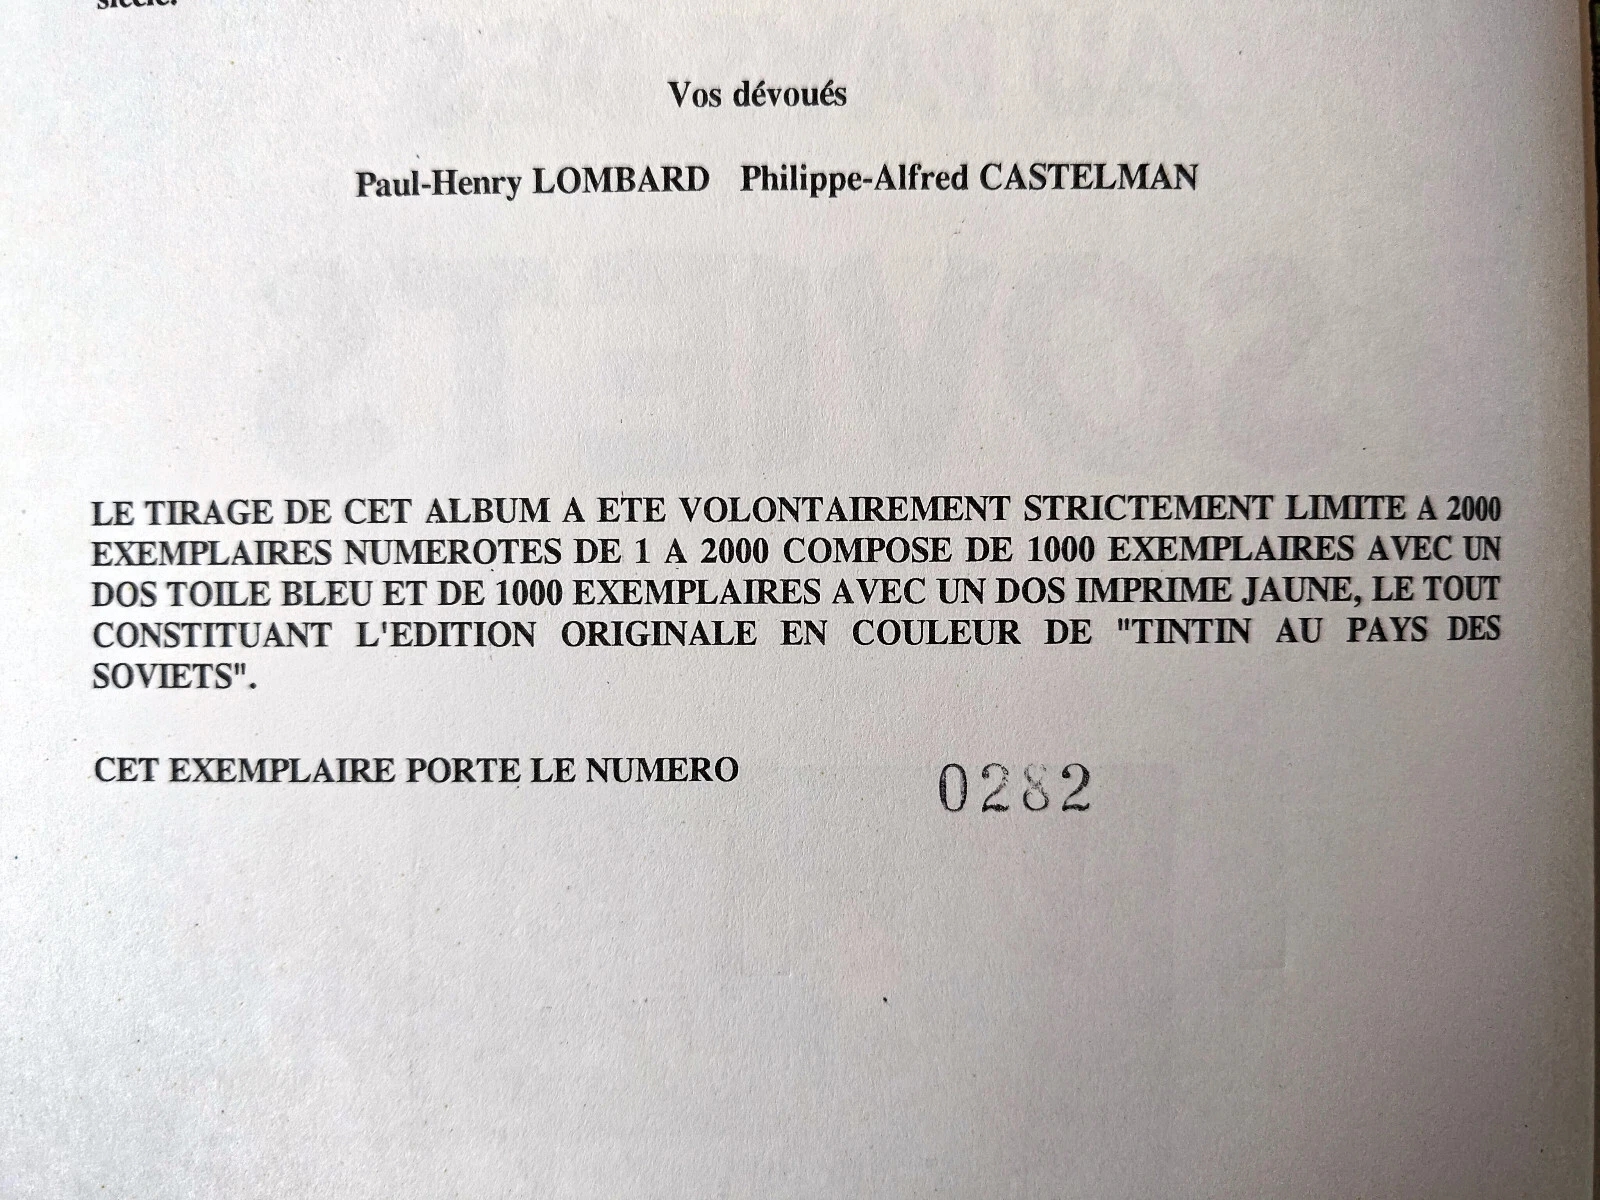 siècle.
Vos dévoués
Paul-Henry LOMBARD Philippe-Alfred CASTELMAN
LE TIRAGE DE CET ALBUM A ETE VOLONTAIREMENT STRICTEMENT LIMITE A 2000
EXEMPLAIRES NUMEROTES DE 1 A 2000 COMPOSE DE 1000 EXEMPLAIRES AVEC UN
DOS TOILE BLEU ET DE 1000 EXEMPLAIRES AVEC UN DOS IMPRIME JAUNE, LE TOUT
CONSTITUANT L'EDITION ORIGINALE EN COULEUR DE "TINTIN AU PAYS DES
SOVIETS".
CET EXEMPLAIRE PORTE LE NUMERO 0282